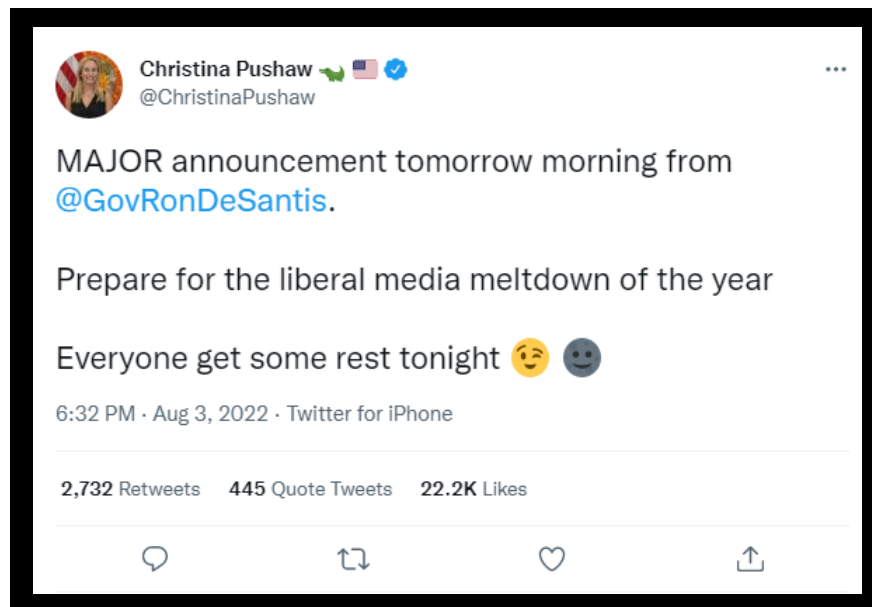 Christina Pushaw 🐊 🇺🇸
@ChristinaPushaw
MAJOR announcement tomorrow morning from
@GovRonDeSantis.
Prepare for the liberal media meltdown of the year
Everyone get some rest tonight 😉 🌚
6:32 PM · Aug 3, 2022 · Twitter for iPhone
2,732 Retweets 445 Quote Tweets 22.2K Likes